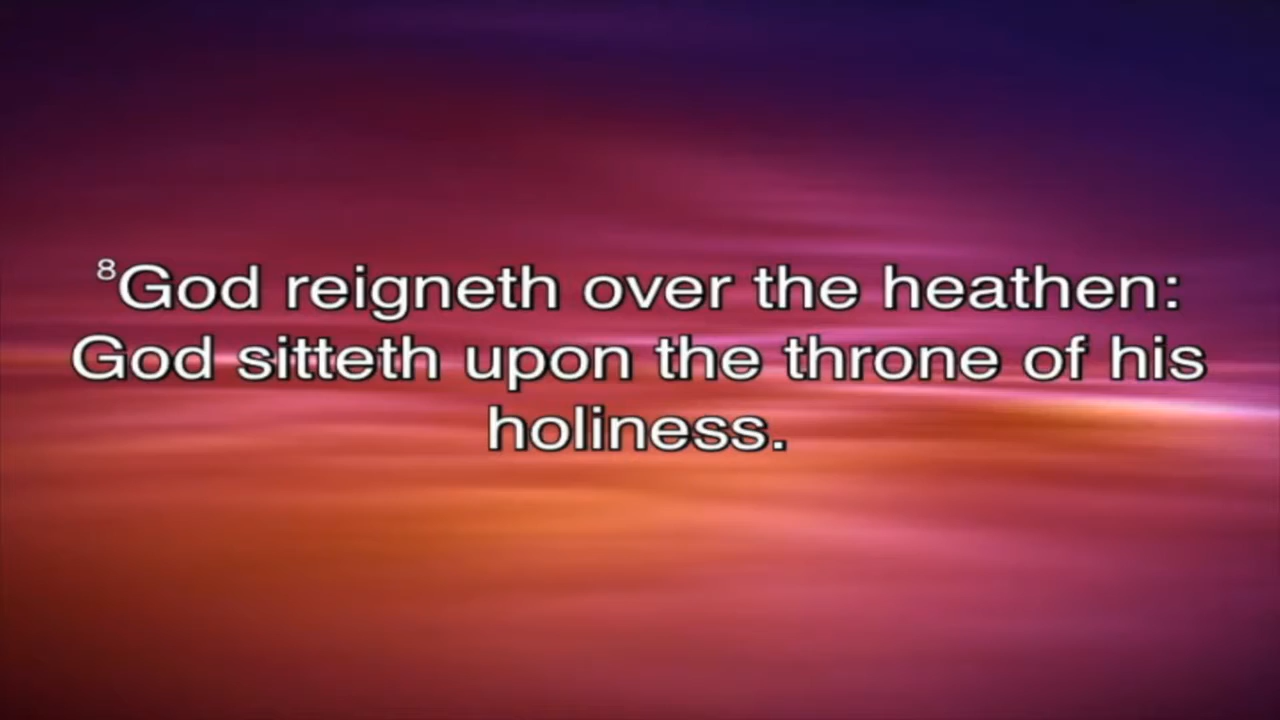 ⁸God reigneth over the heathen:
God sitteth upon the throne of his
holiness.